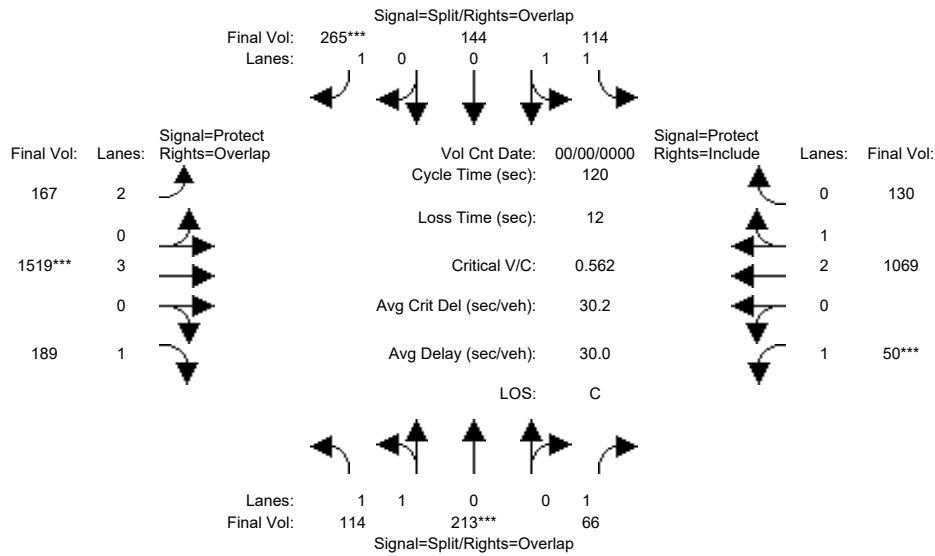 Signal=Split/Rights=Overlap
Final Vol: 265*** 144 114
Lanes: 1 0 0 1 1
Signal=Protect
Final Vol: Lanes: Rights=Overlap
Vol Cnt Date: 00/00/0000
Signal=Protect
Rights=Include Lanes: Final Vol:
Cycle Time (sec): 120
167 2
0 130
Loss Time (sec): 12
0
1
1519*** 3
Critical V/C: 0.562
2 1069
0
Avg Crit Del (sec/veh): 30.2
0
189 1
Avg Delay (sec/veh): 30.0
1 50***
LOS: C
Lanes: 1 1 0 0 1
Final Vol: 114 213*** 66
Signal=Split/Rights=Overlap